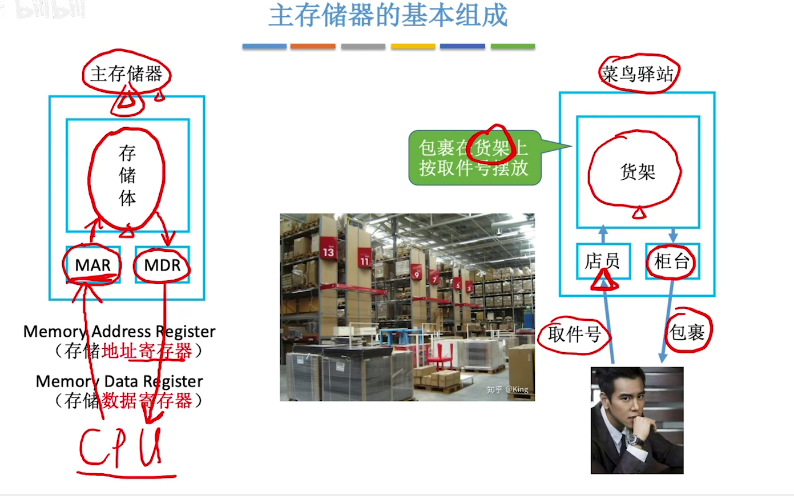 bilibili
主存储器的基本组成
主存储器
存
储
体
MAR
MDR
Memory Address Register
（存储地址寄存器）
Memory Data Register
（存储数据寄存器）
CPU
包裹在货架上
按取件号摆放
13
11
9
7
知乎 @King
菜鸟驿站
货架
店员
柜台
取件号
包裹